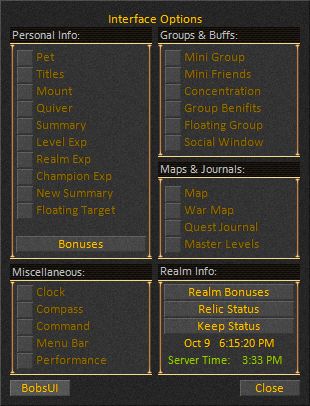 Interface Options
Personal Info:
Pet
Titles
Mount
Quiver
Summary
Level Exp
Realm Exp
Champion Exp
New Summary
Floating Target
Bonuses
Groups & Buffs:
Mini Group
Mini Friends
Concentration
Group Benifits
Floating Group
Social Window
Maps & Journals:
Map
War Map
Quest Journal
Master Levels
Miscellaneous:
Clock
Compass
Command
Menu Bar
Performance
Realm Info:
Realm Bonuses
Relic Status
Keep Status
Oct 9 6:15:20 PM
Server Time: 3:33 PM
BobsUI
Close